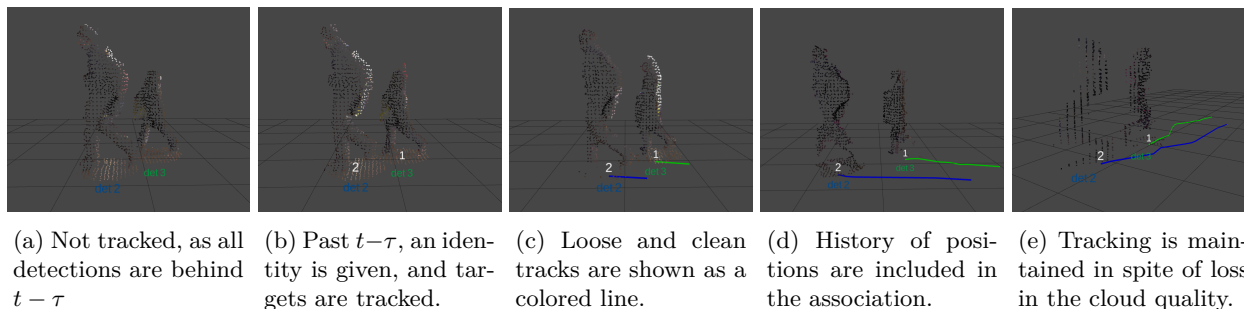 det 2
det 3
2
1
det 2
det 3
2
1
det 2
det 3
2
1
det 2
det 3
2
1
det 2
det 3
(a) Not tracked, as all
detections are behind
t − τ
(b) Past t−τ, an iden-
tity is given, and tar-
gets are tracked.
(c) Loose and clean
tracks are shown as a
colored line.
(d) History of posi-
tions are included in
the association.
(e) Tracking is main-
tained in spite of loss
in the cloud quality.